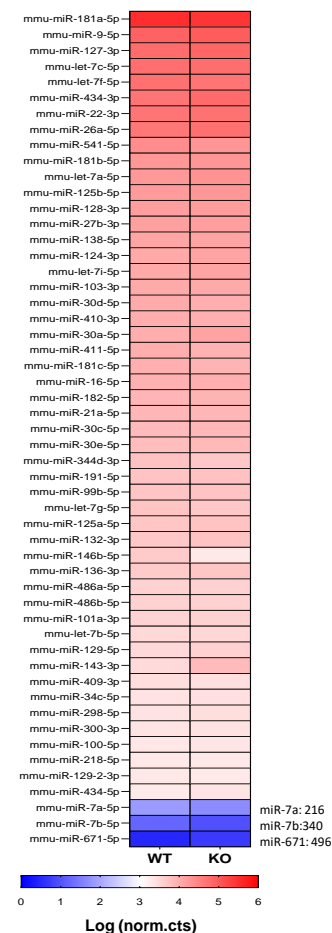 mmu-miR-181a-5p
mmu-miR-9-5p
mmu-miR-127-3p
mmu-let-7c-5p
mmu-let-7f-5p
mmu-miR-434-3p
mmu-miR-22-3p
mmu-miR-26a-5p
mmu-miR-541-5p
mmu-miR-181b-5p
mmu-let-7a-5p
mmu-miR-125b-5p
mmu-miR-128-3p
mmu-miR-27b-3p
mmu-miR-138-5p
mmu-miR-124-3p
mmu-let-7i-5p
mmu-miR-103-3p
mmu-miR-30d-5p
mmu-miR-410-3p
mmu-miR-30a-5p
mmu-miR-411-5p
mmu-miR-181c-5p
mmu-miR-16-5p
mmu-miR-182-5p
mmu-miR-21a-5p
mmu-miR-30c-5p
mmu-miR-30e-5p
mmu-miR-344d-3p
mmu-miR-191-5p
mmu-miR-99b-5p
mmu-let-7g-5p
mmu-miR-125a-5p
mmu-miR-132-3p
mmu-miR-146b-5p
mmu-miR-136-3p
mmu-miR-486a-5p
mmu-miR-486b-5p
mmu-miR-101a-3p
mmu-let-7b-5p
mmu-miR-129-5p
mmu-miR-143-3p
mmu-miR-409-3p
mmu-miR-34c-5p
mmu-miR-298-5p
mmu-miR-300-3p
mmu-miR-100-5p
mmu-miR-218-5p
mmu-miR-129-2-3p
mmu-miR-434-5p
mmu-miR-7a-5p miR-7a: 216
mmu-miR-7b-5p miR-7b:340
mmu-miR-671-5p miR-671: 496
WT KO
0 1 2 3 4 5 6
Log (norm.cts)